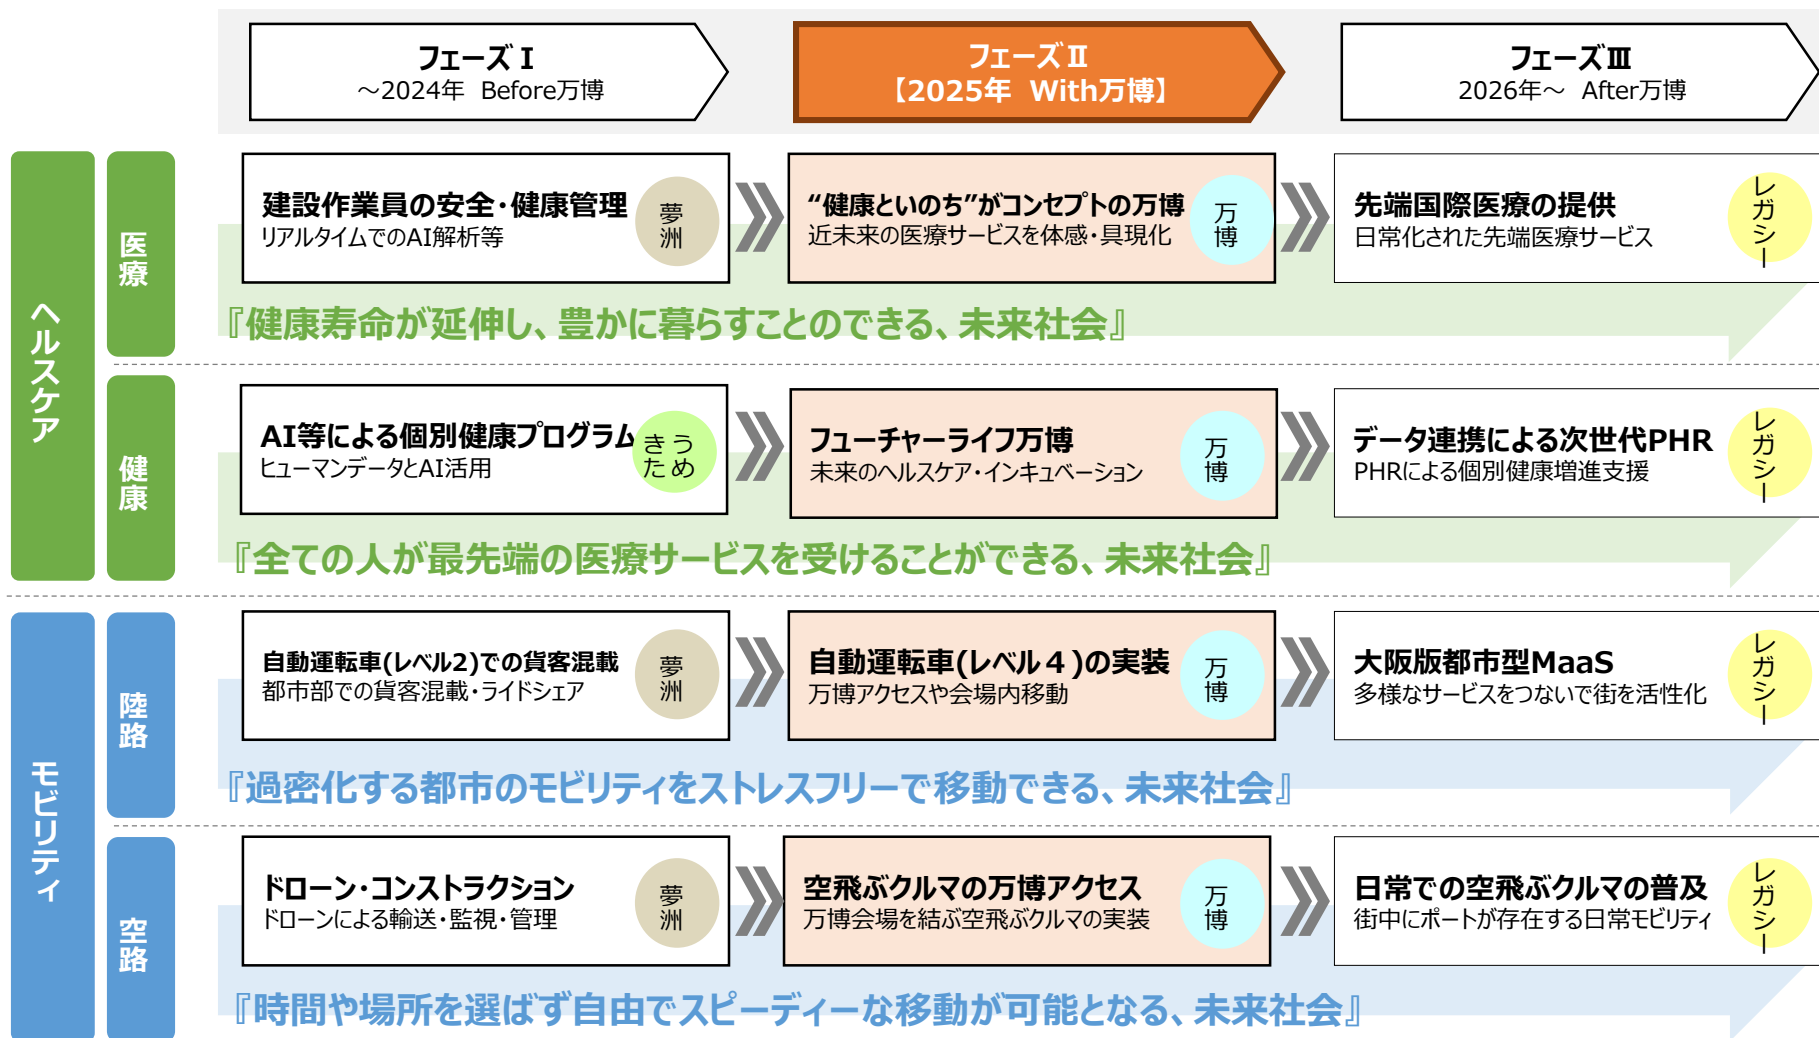 フェーズⅠ
～2024年 Before万博
フェーズⅡ
【2025年 With万博】
フェーズⅢ
2026年～ After万博
ヘルスケア
医療
建設作業員の安全・健康管理
リアルタイムでのAI解析等
夢洲
“健康といのち”がコンセプトの万博
近未来の医療サービスを体感・具現化
万博
先端国際医療の提供
日常化された先端医療サービス
レガシー
『健康寿命が延伸し、豊かに暮らすことのできる、未来社会』
健康
AI等による個別健康プログラム
ヒューマンデータとAI活用
うめ
きた
フューチャーライフ万博
未来のヘルスケア・インキュベーション
万博
データ連携による次世代PHR
PHRによる個別健康増進支援
レガシー
『全ての人が最先端の医療サービスを受けることができる、未来社会』
モビリティ
陸路
自動運転車(レベル2)での貨客混載
都市部での貨客混載・ライドシェア
夢洲
自動運転車(レベル４)の実装
万博アクセスや会場内移動
万博
大阪版都市型MaaS
多様なサービスをつないで街を活性化
レガシー
『過密化する都市のモビリティをストレスフリーで移動できる、未来社会』
空路
ドローン・コンストラクション
ドローンによる輸送・監視・管理
夢洲
空飛ぶクルマの万博アクセス
万博会場を結ぶ空飛ぶクルマの実装
万博
日常での空飛ぶクルマの普及
街中にポートが存在する日常モビリティ
レガシー
『時間や場所を選ばず自由でスピーディーな移動が可能となる、未来社会』